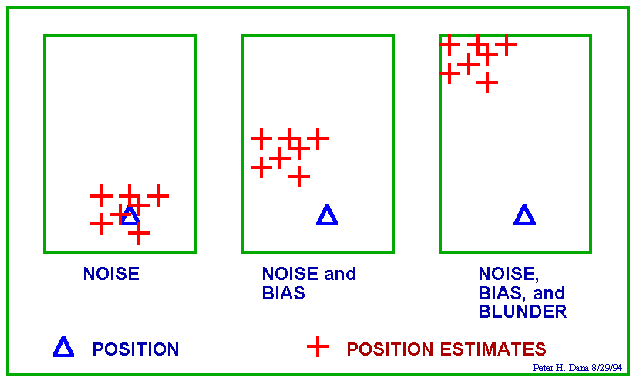 NOISE
NOISE and
BIAS
NOISE,
BIAS, and
BLUNDER
POSITION
POSITION ESTIMATES
Peter H. Dana 8/29/94